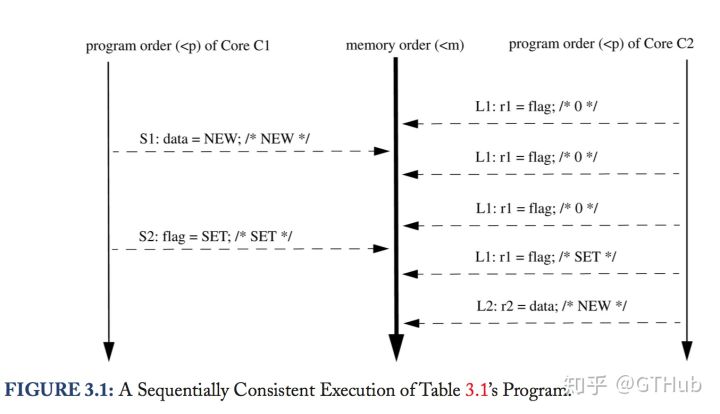 program order (<p) of Core C1
memory order (<m)
program order (<p) of Core C2
L1: r1 = flag; /* 0 */
S1: data = NEW; /* NEW */
L1: r1 = flag; /* 0 */
L1: r1 = flag; /* 0 */
S2: flag = SET; /* SET */
L1: r1 = flag; /* SET */
L2: r2 = data; /* NEW */
FIGURE 3.1: A Sequentially Consistent Execution of Table 3.1's Program.
知乎 @GTHub